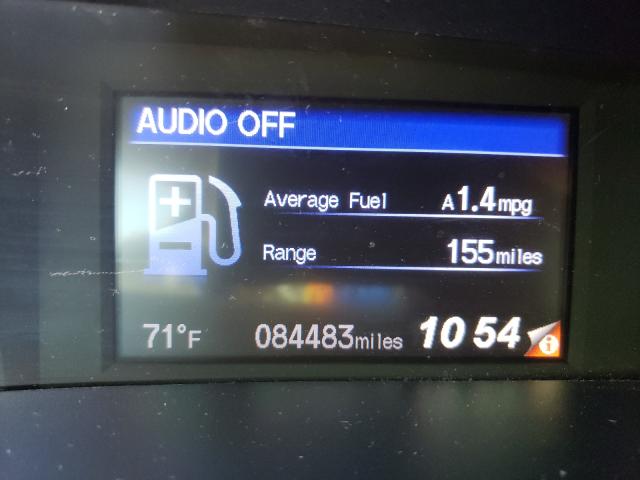 AUDIO OFF
Average Fuel A1.4mpg
Range 155miles
71°F 084483miles 10 54 i